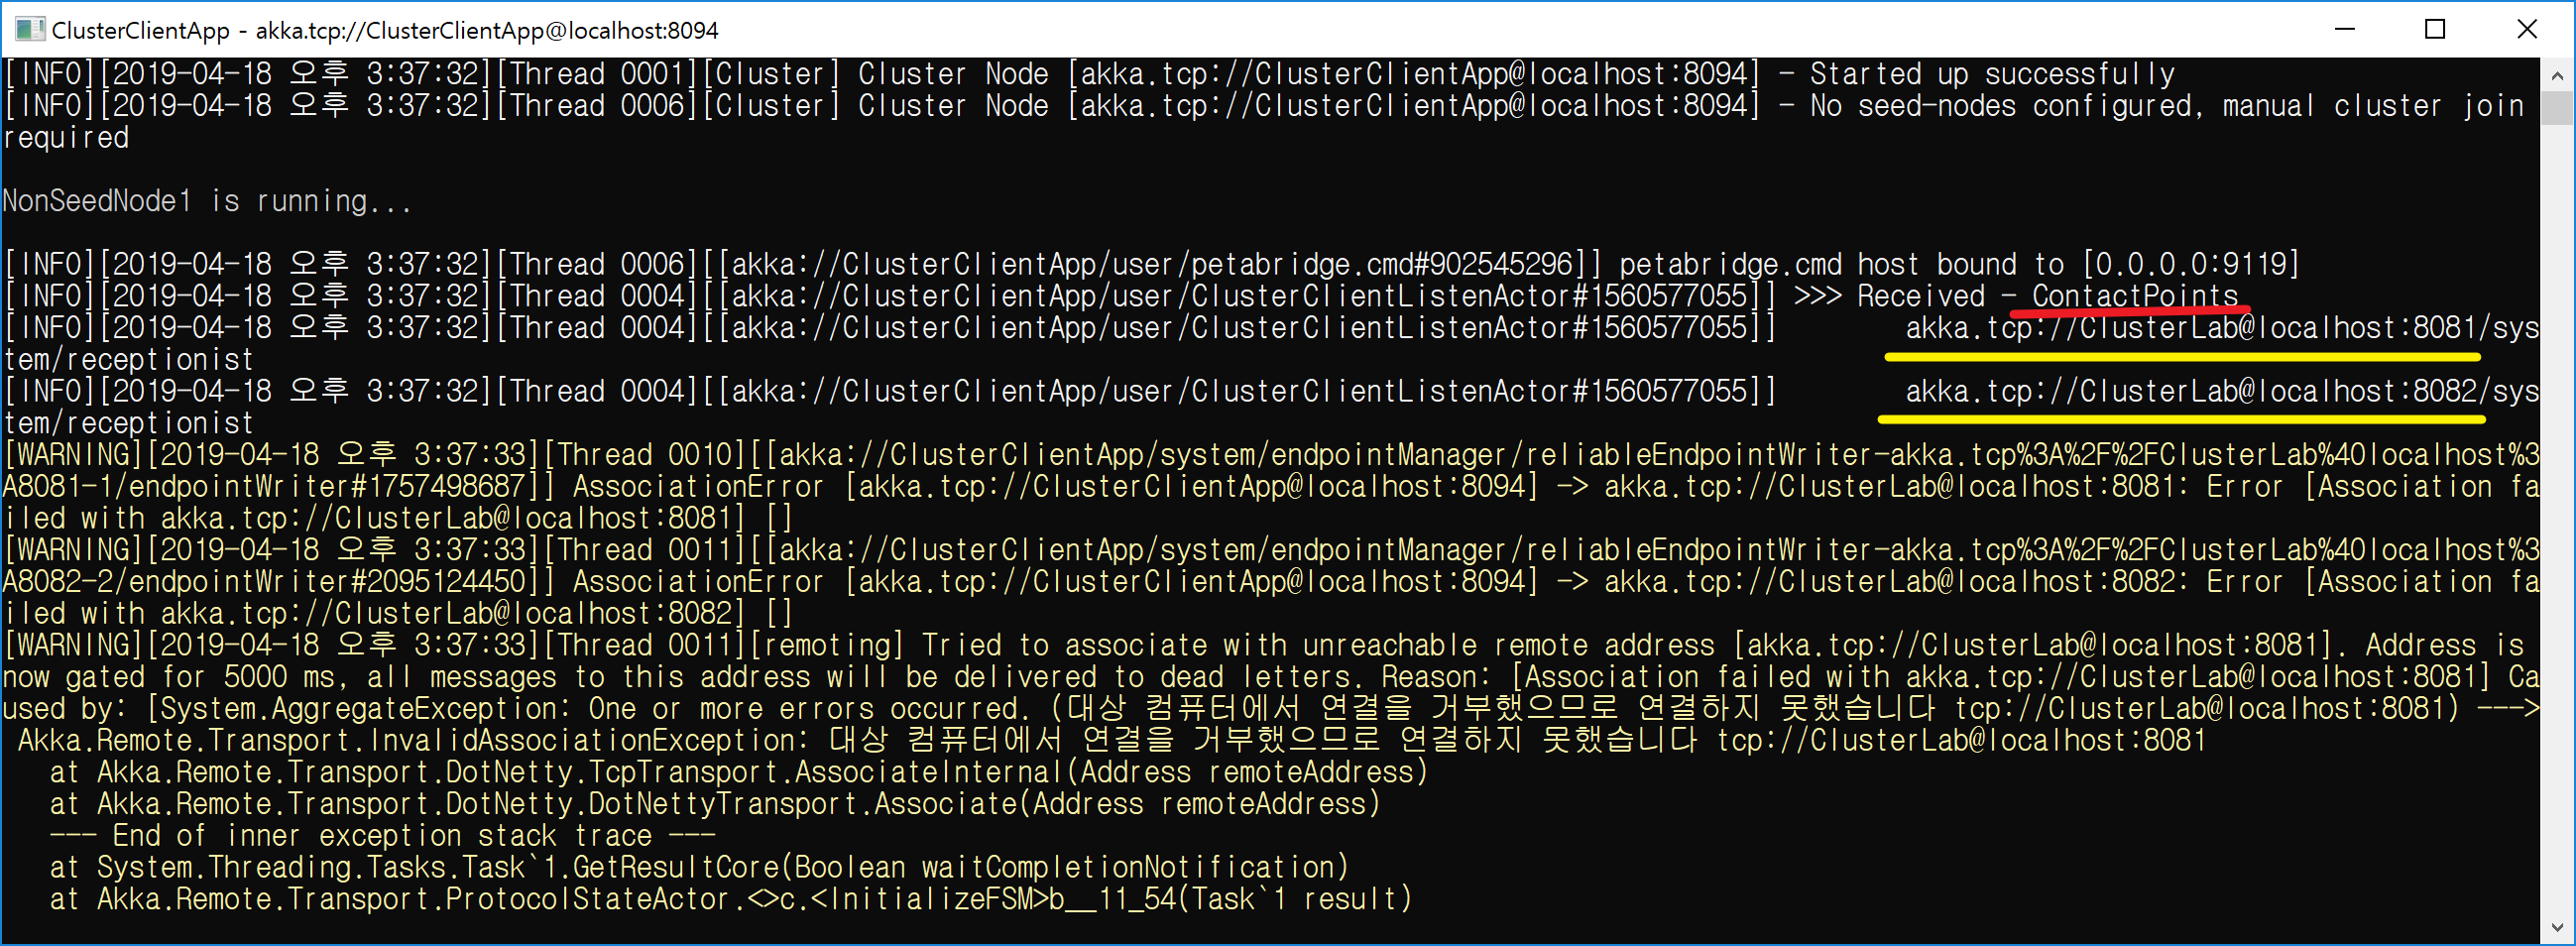 ClusterClientApp - akka.tcp://ClusterClientApp@localhost:8094
[INFO][2019-04-18 오후 3:37:32][Thread 0001][Cluster] Cluster Node [akka.tcp://ClusterClientApp@localhost:8094] - Started up successfully
[INFO][2019-04-18 오후 3:37:32][Thread 0006][Cluster] Cluster Node [akka.tcp://ClusterClientApp@localhost:8094] - No seed-nodes configured, manual cluster join
required
NonSeedNode1 is running...
[INFO][2019-04-18 오후 3:37:32][Thread 0006][[akka://ClusterClientApp/user/petabridge.cmd#902545296]] petabridge.cmd host bound to [0.0.0.0:9119]
[INFO][2019-04-18 오후 3:37:32][Thread 0004][[akka://ClusterClientApp/user/ClusterClientListenActor#1560577055]] >>> Received - ContactPoints
[INFO][2019-04-18 오후 3:37:32][Thread 0004][[akka://ClusterClientApp/user/ClusterClientListenActor#1560577055]] akka.tcp://ClusterLab@localhost:8081/sys
tem/receptionist
[INFO][2019-04-18 오후 3:37:32][Thread 0004][[akka://ClusterClientApp/user/ClusterClientListenActor#1560577055]] akka.tcp://ClusterLab@localhost:8082/sys
tem/receptionist
[WARNING][2019-04-18 오후 3:37:33][Thread 0010][[akka://ClusterClientApp/system/endpointManager/reliableEndpointWriter-akka.tcp%3A%2F%2FClusterLab%40localhost%3
A8081-1/endpointWriter#1757498687]] AssociationError [akka.tcp://ClusterClientApp@localhost:8094] -> akka.tcp://ClusterLab@localhost:8081: Error [Association fa
iled with akka.tcp://ClusterLab@localhost:8081] []
[WARNING][2019-04-18 오후 3:37:33][Thread 0011][[akka://ClusterClientApp/system/endpointManager/reliableEndpointWriter-akka.tcp%3A%2F%2FClusterLab%40localhost%3
A8082-2/endpointWriter#2095124450]] AssociationError [akka.tcp://ClusterClientApp@localhost:8094] -> akka.tcp://ClusterLab@localhost:8082: Error [Association fa
iled with akka.tcp://ClusterLab@localhost:8082] []
[WARNING][2019-04-18 오후 3:37:33][Thread 0011][remoting] Tried to associate with unreachable remote address [akka.tcp://ClusterLab@localhost:8081]. Address is
now gated for 5000 ms, all messages to this address will be delivered to dead letters. Reason: [Association failed with akka.tcp://ClusterLab@localhost:8081] Ca
used by: [System.AggregateException: One or more errors occurred. (대상 컴퓨터에서 연결을 거부했으므로 연결하지 못했습니다 tcp://ClusterLab@localhost:8081) --->
Akka.Remote.Transport.InvalidAssociationException: 대상 컴퓨터에서 연결을 거부했으므로 연결하지 못했습니다 tcp://ClusterLab@localhost:8081
at Akka.Remote.Transport.DotNetty.TcpTransport.AssociateInternal(Address remoteAddress)
at Akka.Remote.Transport.DotNetty.DotNettyTransport.Associate(Address remoteAddress)
--- End of inner exception stack trace ---
at System.Threading.Tasks.Task`1.GetResultCore(Boolean waitCompletionNotification)
at Akka.Remote.Transport.ProtocolStateActor.<>c.<InitializeFSM>b__11_54(Task`1 result)